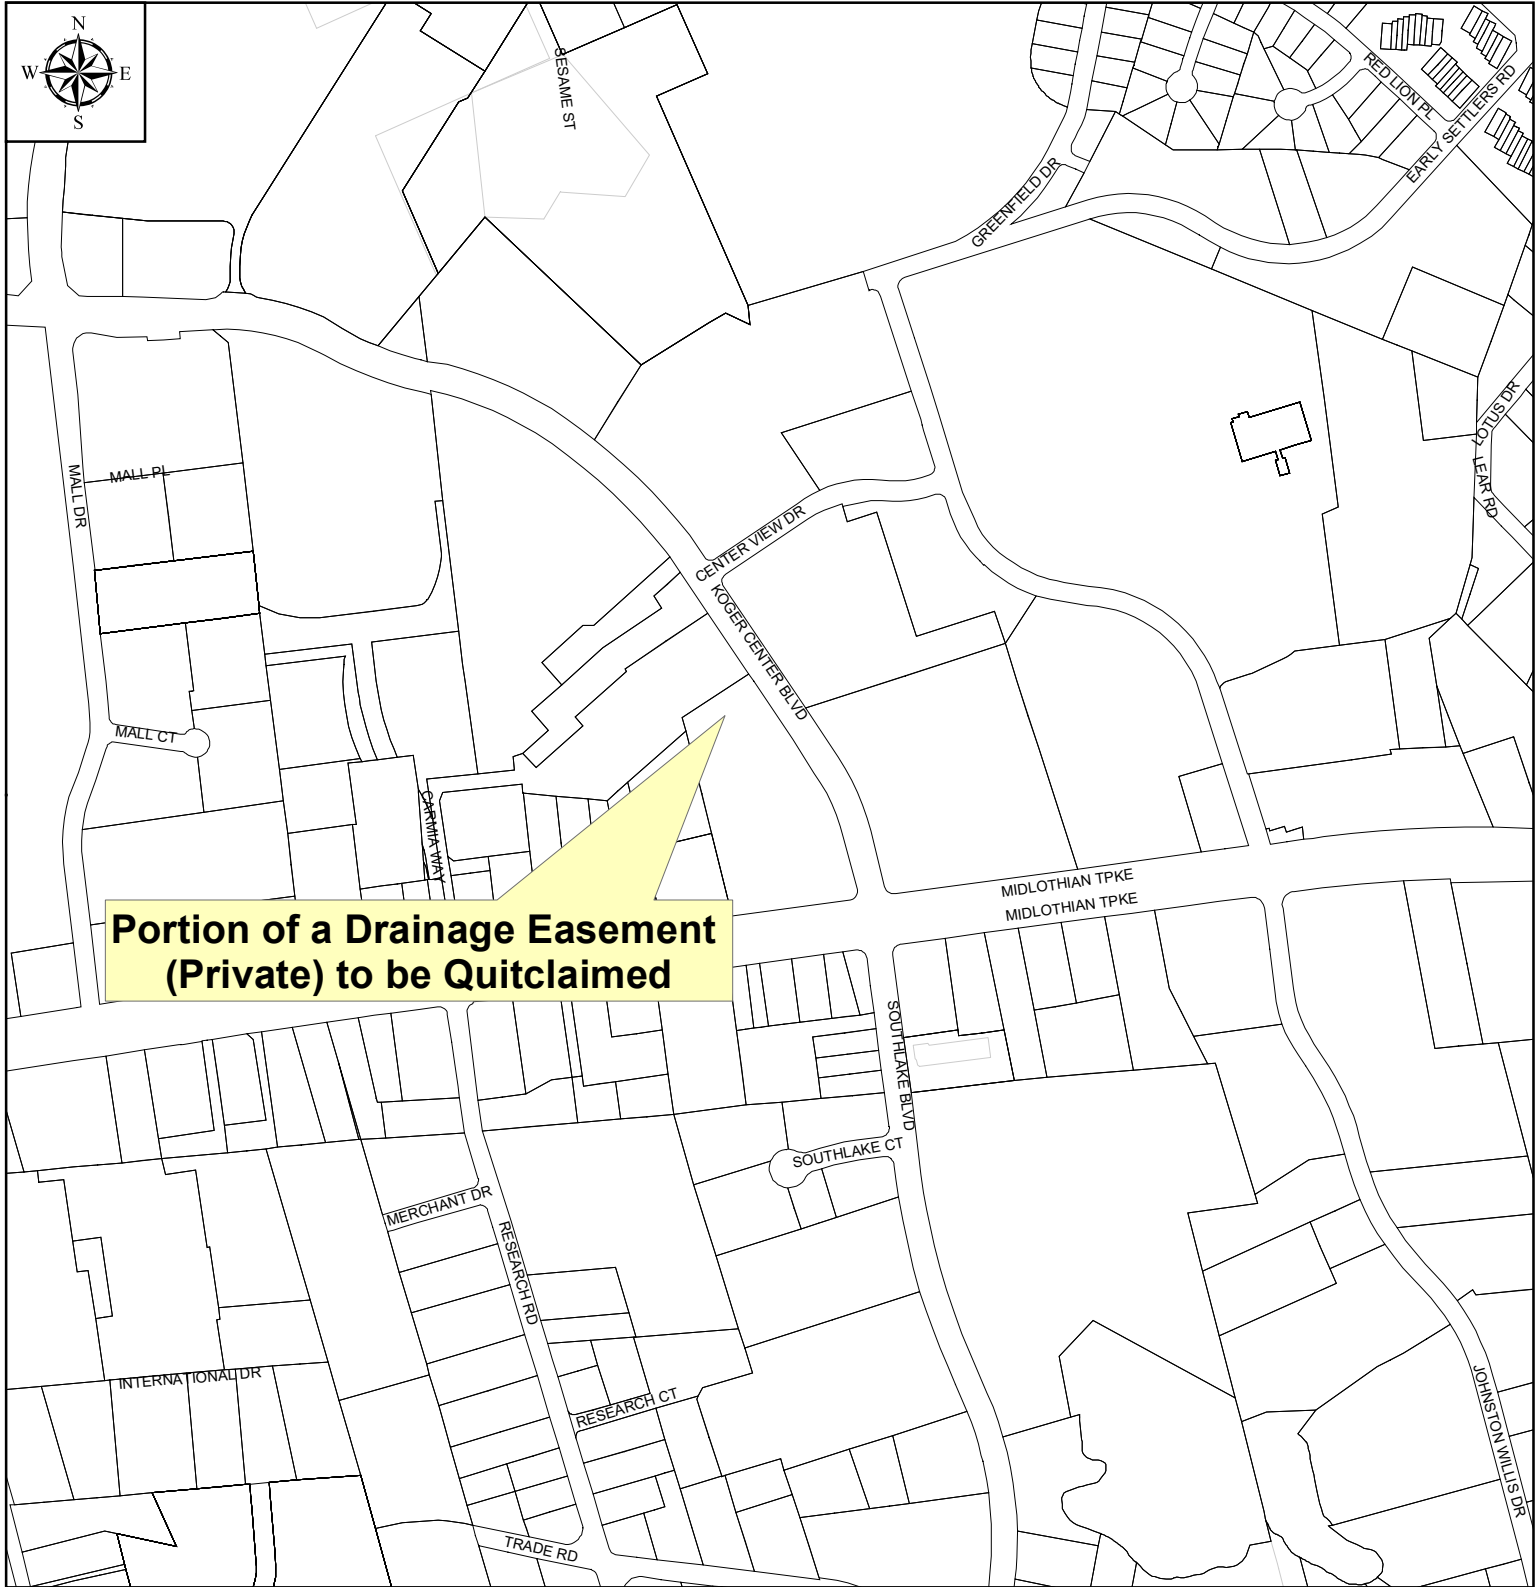 N
W E
S
SESAME ST
RED LION PL
EARLY SETTLERS RD
GREENFIELD DR
LOTUS DR
LEAR RD
MALL PL
MALL DR
CENTER VIEW DR
KOGER CENTER BLVD
MALL CT
CARMIA WAY
MIDLOTHIAN TPKE
MIDLOTHIAN TPKE
Portion of a Drainage Easement
(Private) to be Quitclaimed
SOUTHLAKE BLVD
SOUTHLAKE CT
MERCHANT DR
RESEARCH RD
INTERNATIONAL DR
RESEARCH CT
JOHNSTON WILLIS DR
TRADE RD